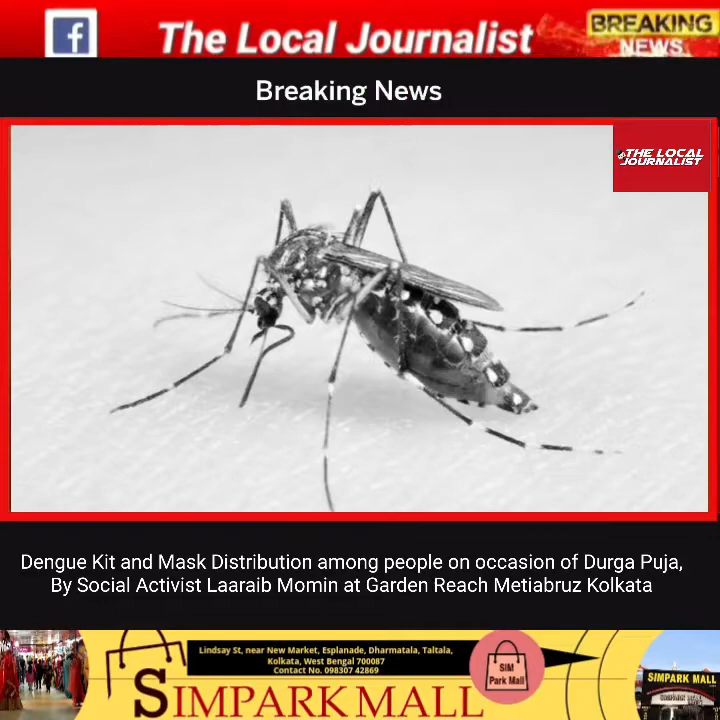 f
The Local Journalist
BREAKING
NEWS
Breaking News
THE LOCAL
JOURNALIST
Dengue Kit and Mask Distribution among people on occasion of Durga Puja,
By Social Activist Laaraib Momin at Garden Reach Metiabruz Kolkata
Lindsay St, near New Market, Esplanade, Dharmatala, Taltala,
Kolkata, West Bengal 700087
Contact No. 098307 42869
SIM
Park Mall
SIMPARK MALL
SIMPARK MALL